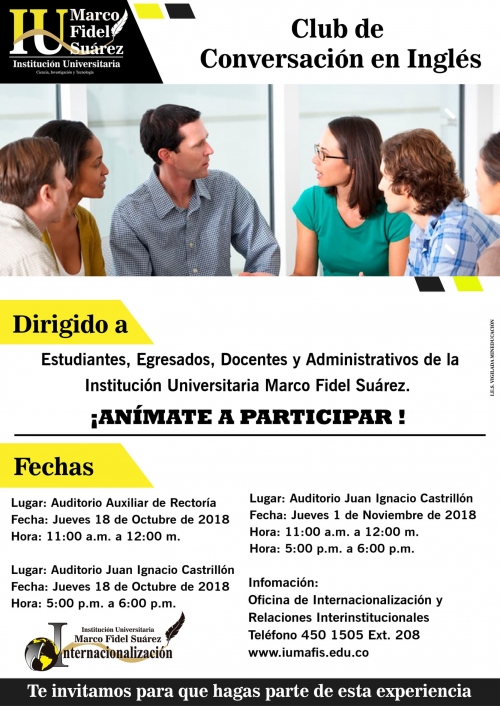 IU Marco
Fidel
Suárez
Institución Universitaria
Ciencia, Investigación y Tecnología
Club de
Conversación en Inglés
Dirigido a
Estudiantes, Egresados, Docentes y Administrativos de la
Institución Universitaria Marco Fidel Suárez.
¡ANÍMATE A PARTICIPAR !
I.E.S. VIGILADA MINEDUCACIÓN
Fechas
Lugar: Auditorio Auxiliar de Rectoría
Fecha: Jueves 18 de Octubre de 2018
Hora: 11:00 a.m. a 12:00 m.
Lugar: Auditorio Juan Ignacio Castrillón
Fecha: Jueves 18 de Octubre de 2018
Hora: 5:00 p.m. a 6:00 p.m.
Lugar: Auditorio Juan Ignacio Castrillón
Fecha: Jueves 1 de Noviembre de 2018
Hora: 11:00 a.m. a 12:00 m.
Hora: 5:00 p.m. a 6:00 p.m.
Infomación:
Oficina de Internacionalización y
Relaciones Interinstitucionales
Teléfono 450 1505 Ext. 208
www.iumafis.edu.co
Institución Universitaria
Marco Fidel Suárez
Internacionalización
Te invitamos para que hagas parte de esta experiencia